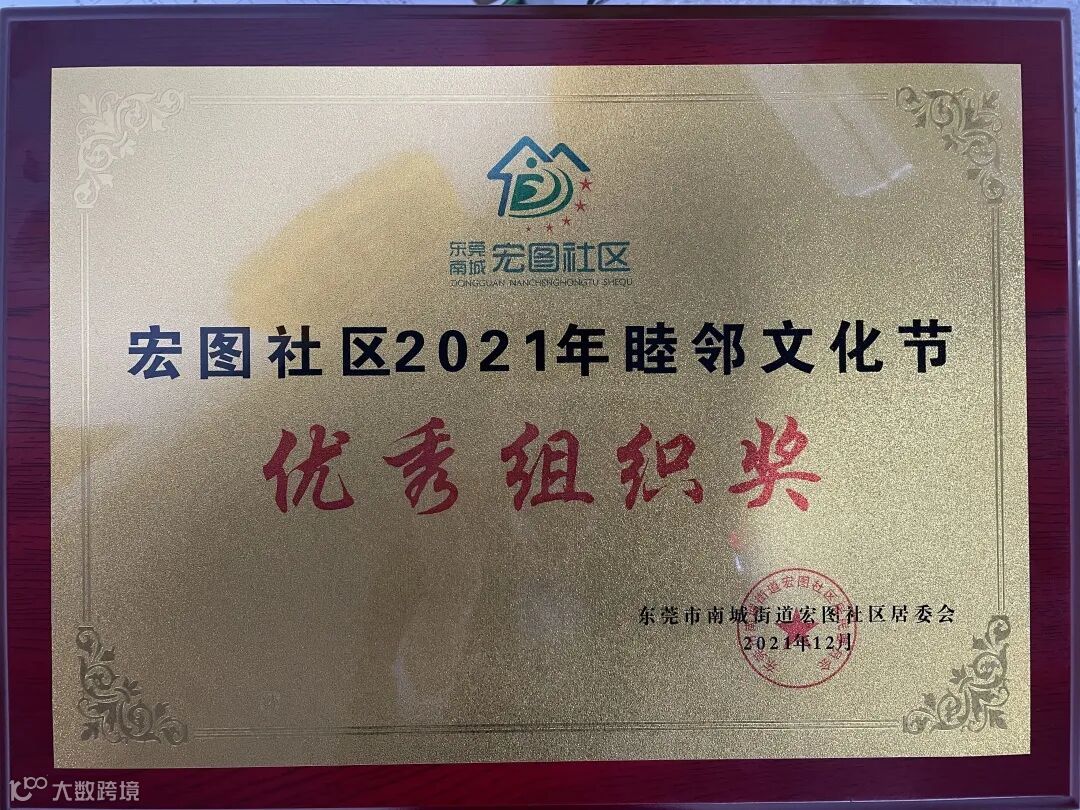 东莞
南城
宏图社区
DONGGUAN NANCHENGHONGTU SHEQU
宏图社区2021年睦邻文化节
优秀组织奖
东莞市南城街道宏图社区居委会
2021年12月
大数跨境